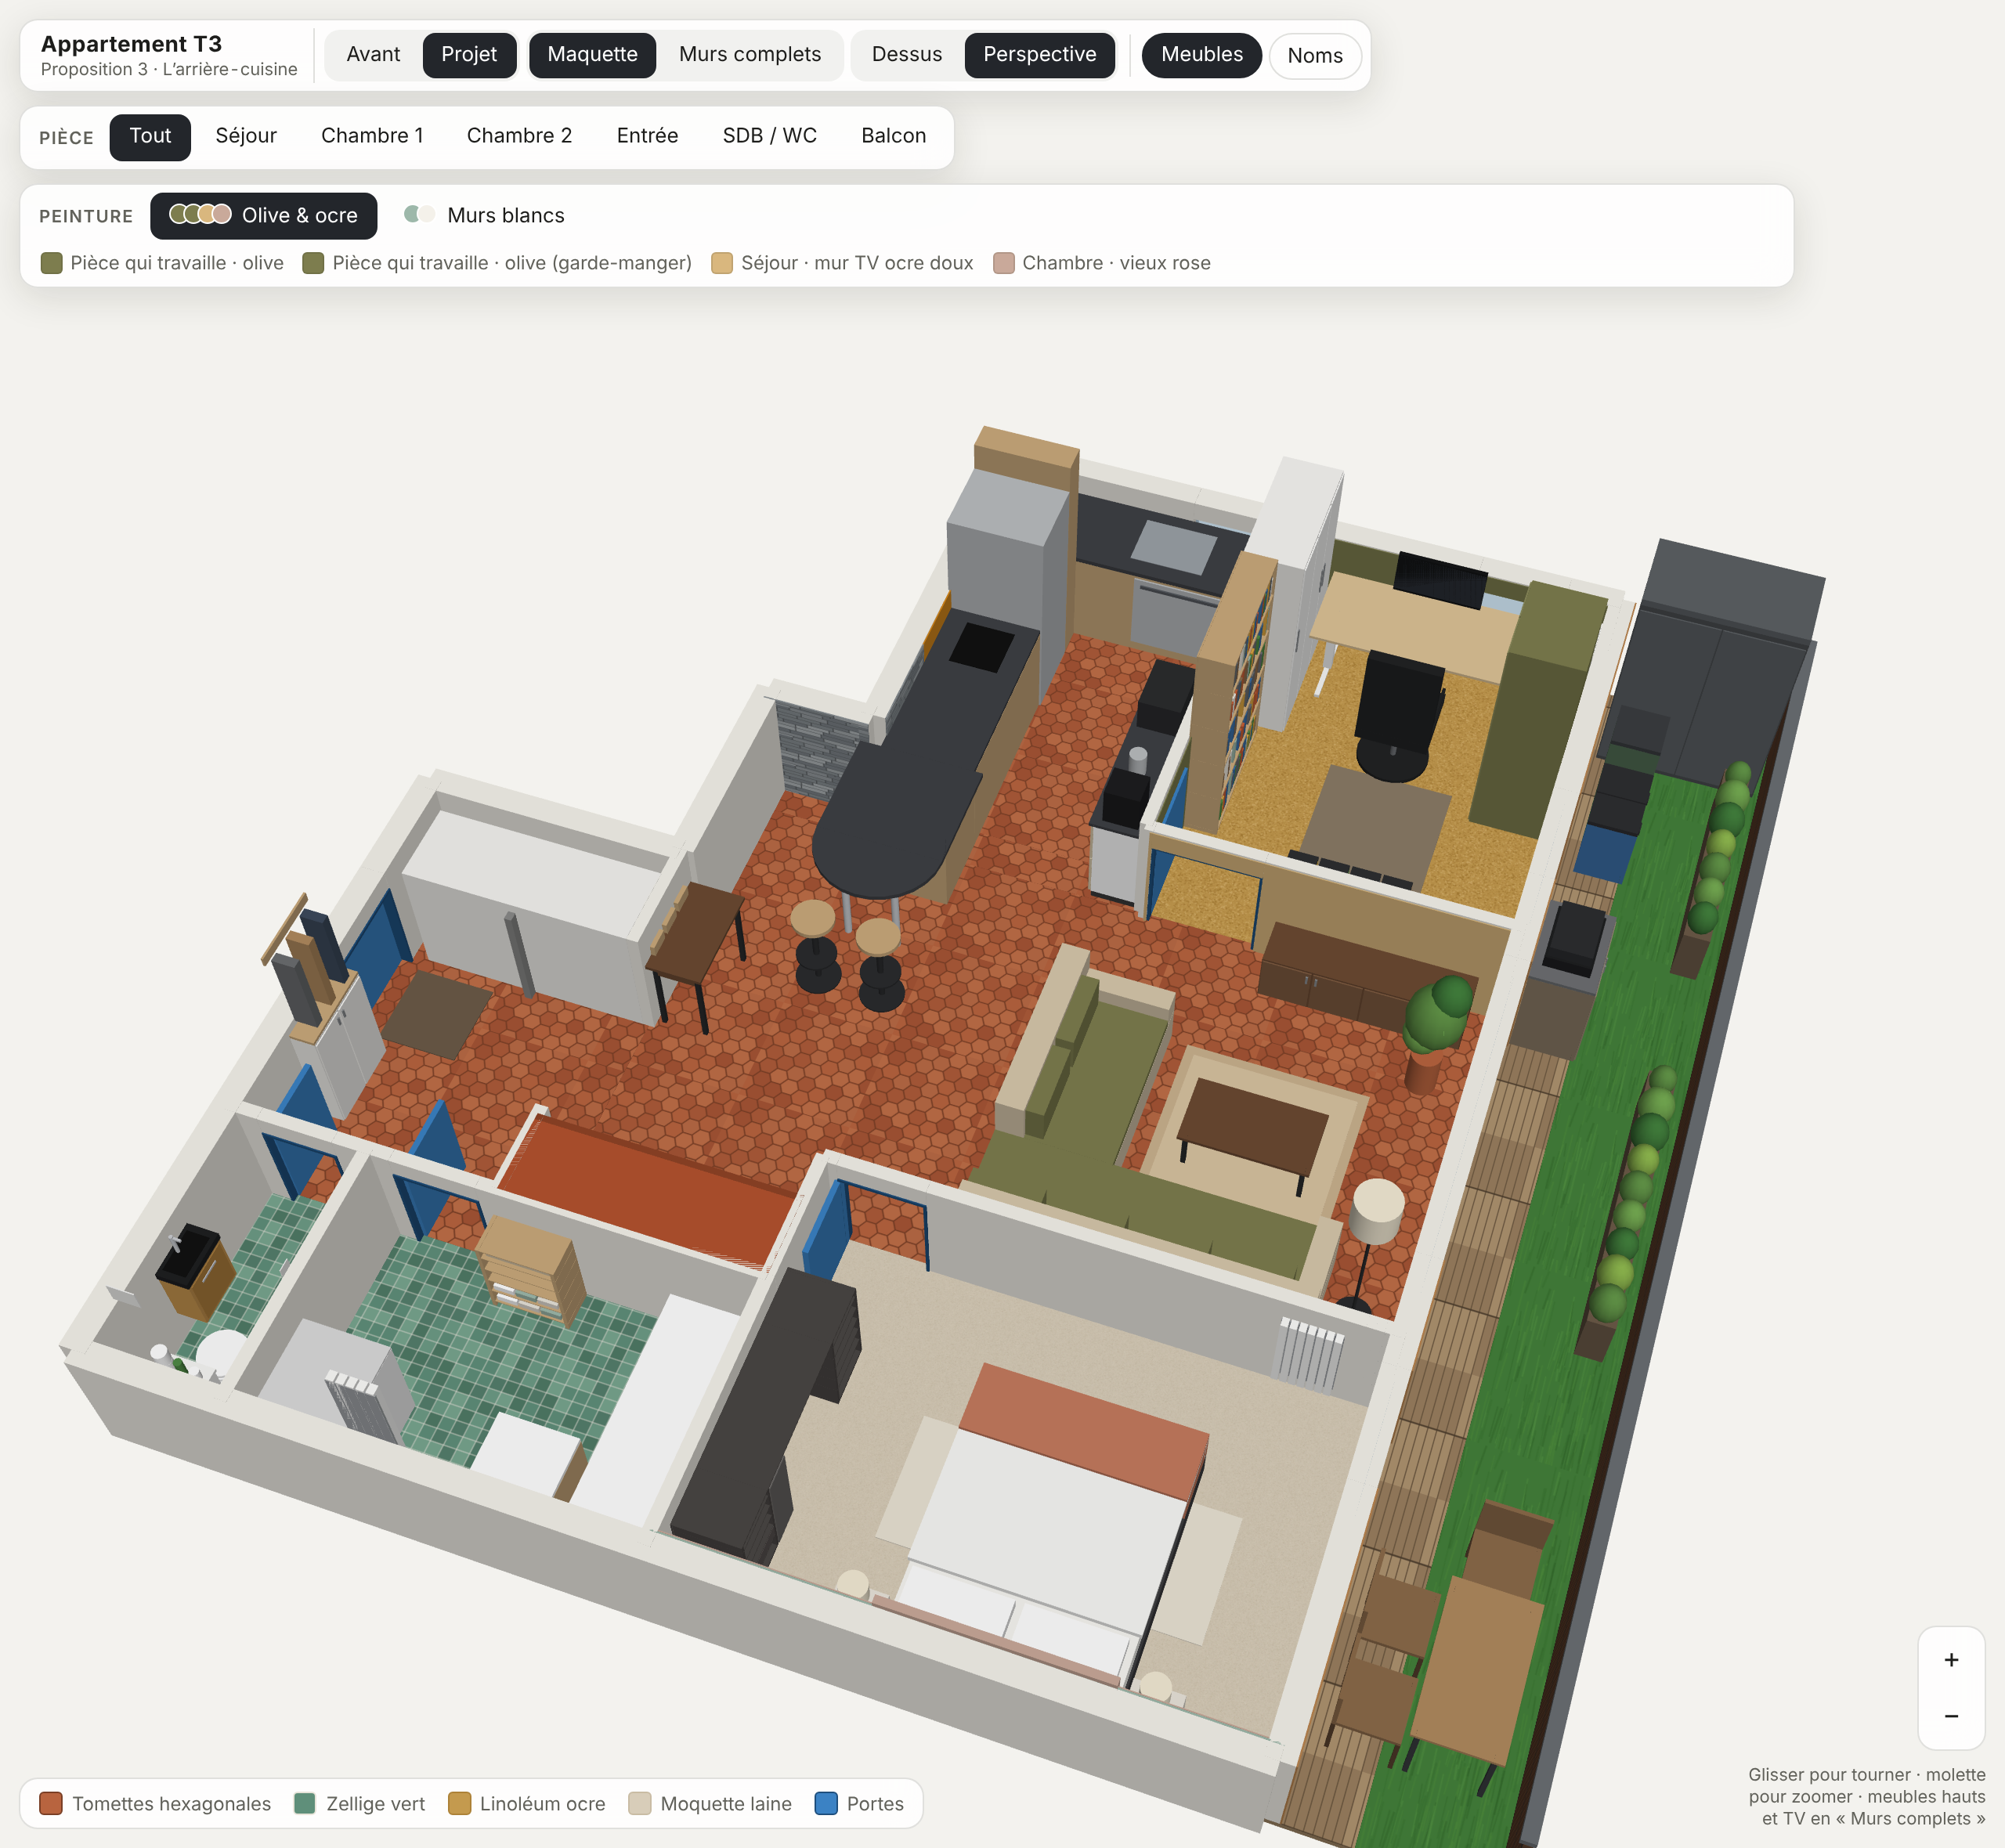 Appartement T3
Proposition 3 · L'arrière-cuisine
Avant
Projet
Maquette
Murs complets
Dessus
Perspective
Meubles
Noms
PIÈCE
Tout
Séjour
Chambre 1
Chambre 2
Entrée
SDB / WC
Balcon
PEINTURE
Olive & ocre
Murs blancs
Pièce qui travaille · olive
Pièce qui travaille · olive (garde-manger)
Séjour · mur TV ocre doux
Chambre · vieux rose
+
−
Glisser pour tourner · molette
pour zoomer · meubles hauts
et TV en « Murs complets »
Tomettes hexagonales
Zellige vert
Linoléum ocre
Moquette laine
Portes